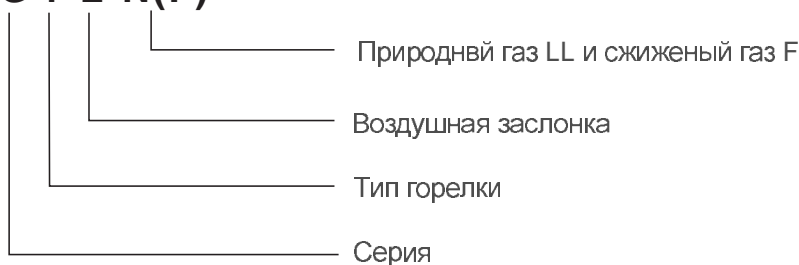 Природнвй газ LL и сжиженый газ F
Воздушная заслонка
Тип горелки
Серия